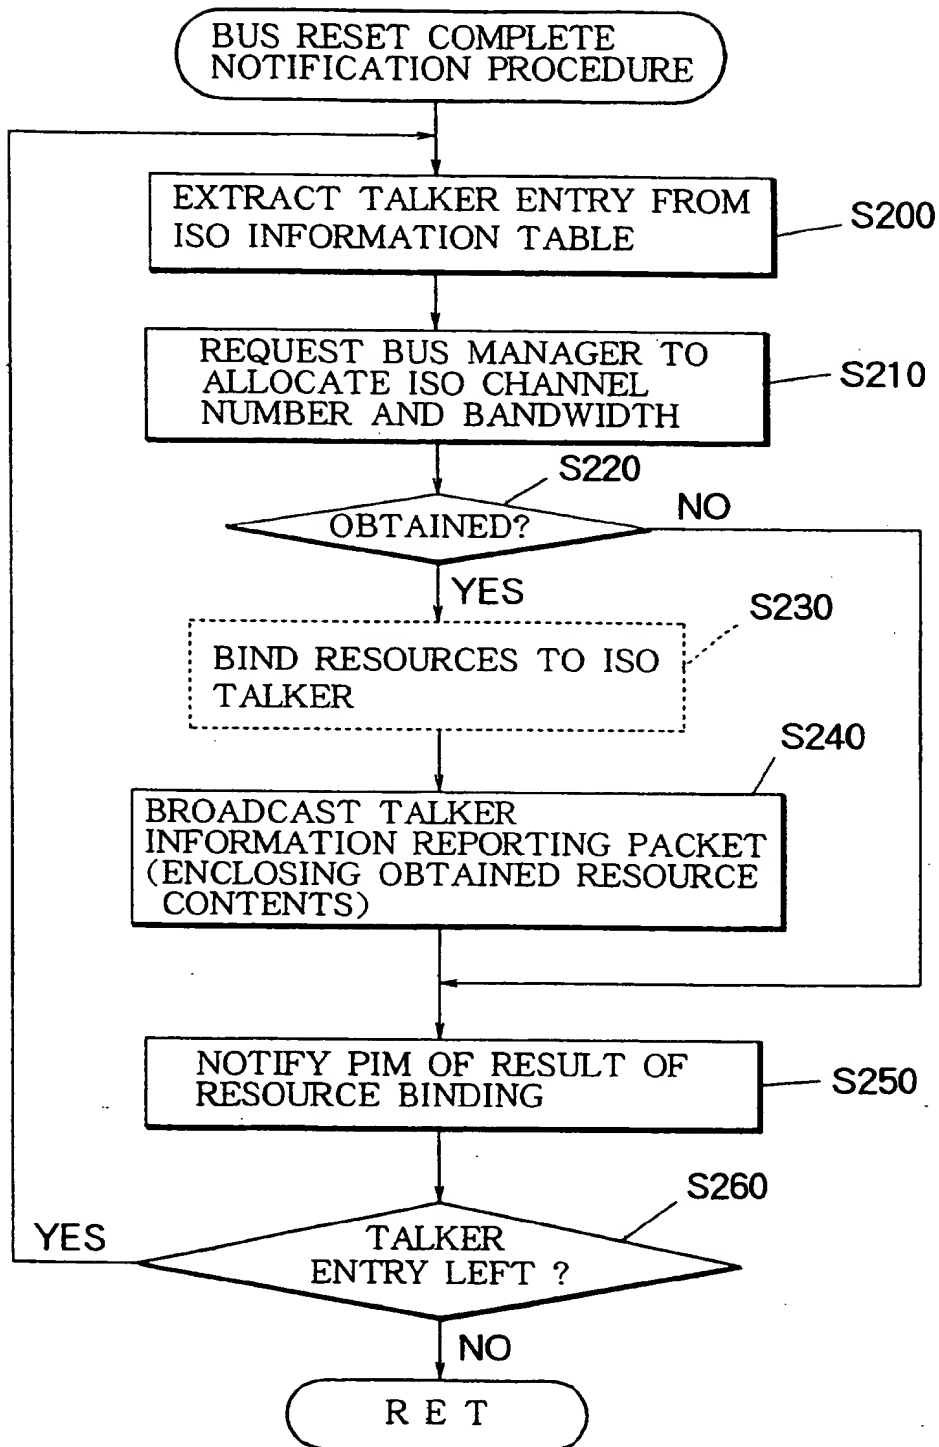 BUS RESET COMPLETE
NOTIFICATION PROCEDURE
EXTRACT TALKER ENTRY FROM
ISO INFORMATION TABLE
S200
REQUEST BUS MANAGER TO
ALLOCATE ISO CHANNEL
NUMBER AND BANDWIDTH
S210
S220
OBTAINED?
NO
YES
S230
BIND RESOURCES TO ISO
TALKER
S240
BROADCAST TALKER
INFORMATION REPORTING PACKET
(ENCLOSING OBTAINED RESOURCE
CONTENTS)
NOTIFY PIM OF RESULT OF
RESOURCE BINDING
S250
S260
YES
TALKER
ENTRY LEFT ?
NO
R E T